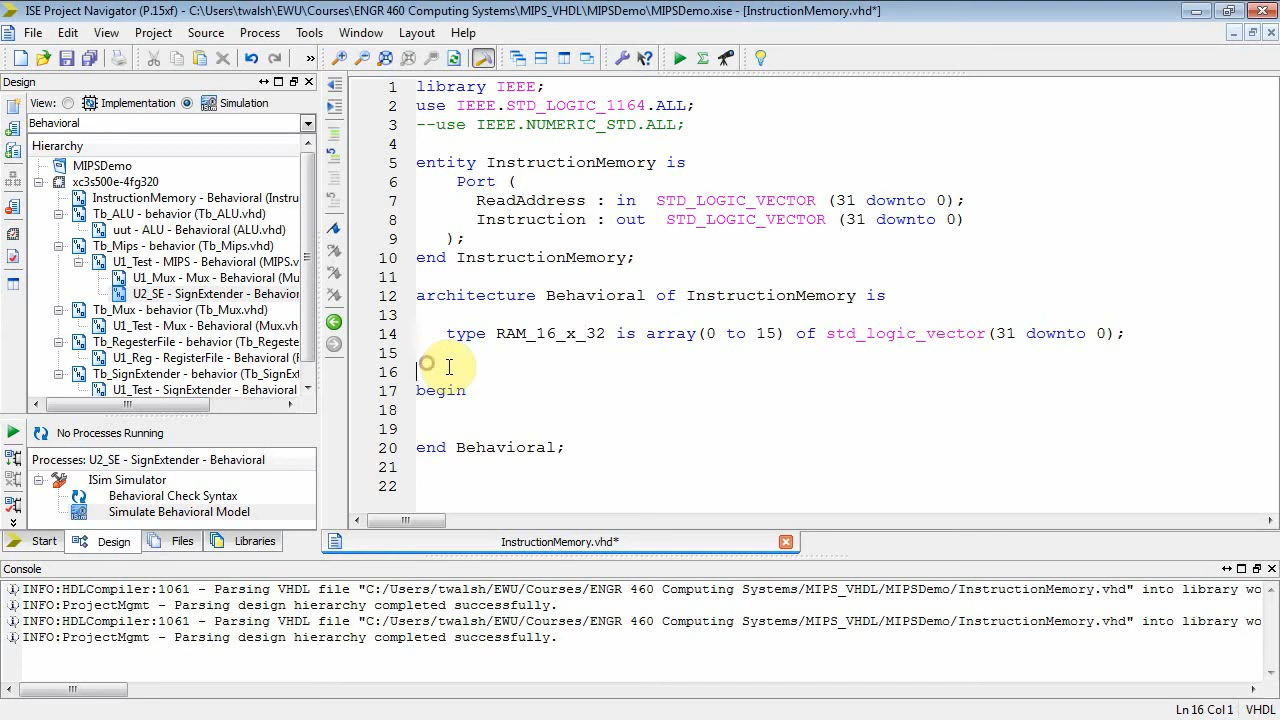 ISE Project Navigator (P.15xf) - C:\Users\twalsh\EWU\Courses\ENGR 460 Computing Systems\MIPS_VHDL\MIPSDemo\MIPSDemo.xise - [InstructionMemory.vhd*]
File Edit View Project Source Process Tools Window Layout Help
Design
View: Implementation Simulation
Behavioral
Hierarchy
MIPSDemo
xc3s500e-4fg320
InstructionMemory - Behavioral (Instru
Tb_ALU - behavior (Tb_ALU.vhd)
uut - ALU - Behavioral (ALU.vhd)
Tb_Mips - behavior (Tb_Mips.vhd)
U1_Test - MIPS - Behavioral (MIPS.v
U1_Mux - Mux - Behavioral (Mu
U2_SE - SignExtender - Behavior
Tb_Mux - behavior (Tb_Mux.vhd)
U1_Test - Mux - Behavioral (Mux.vh
Tb_RegesterFile - behavior (Tb_Regist
U1_Reg - RegisterFile - Behavioral
Tb_SignExtender - behavior (Tb_SignEx
U1_Test - SignExtender - Behavioral
No Processes Running
Processes: U2_SE - SignExtender - Behavioral
ISim Simulator
Behavioral Check Syntax
Simulate Behavioral Model
Start Design Files Libraries
1 library IEEE;
2 use IEEE.STD_LOGIC_1164.ALL;
3 --use IEEE.NUMERIC_STD.ALL;
4
5 entity InstructionMemory is
6 Port (
7 ReadAddress : in STD_LOGIC_VECTOR (31 downto 0);
8 Instruction : out STD_LOGIC_VECTOR (31 downto 0)
9 );
10 end InstructionMemory;
11
12 architecture Behavioral of InstructionMemory is
13
14 type RAM_16_x_32 is array(0 to 15) of std_logic_vector(31 downto 0);
15
16
17 begin
18
19
20 end Behavioral;
21
22
InstructionMemory.vhd*
Console
INFO:HDLCompiler:1061 - Parsing VHDL file "C:/Users/twalsh/EWU/Courses/ENGR 460 Computing Systems/MIPS_VHDL/MIPSDemo/InstructionMemory.vhd" into library wo
INFO:ProjectMgmt - Parsing design hierarchy completed successfully.
INFO:HDLCompiler:1061 - Parsing VHDL file "C:/Users/twalsh/EWU/Courses/ENGR 460 Computing Systems/MIPS_VHDL/MIPSDemo/InstructionMemory.vhd" into library wo
INFO:ProjectMgmt - Parsing design hierarchy completed successfully.
Ln 16 Col 1 VHDL